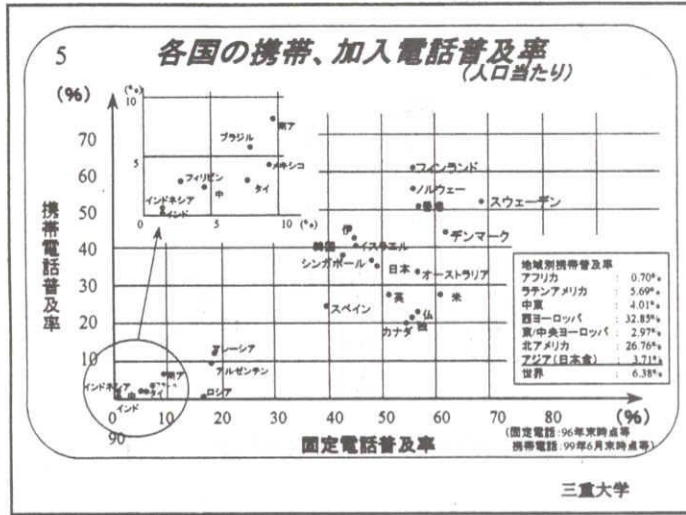 5
各国の携帯、加入電話普及率
(人口当たり)
(%)
70
60
50
40
30
20
10
携帯電話普及率
(%)
10
5
南ア
ブラジル
メキシコ
フィリピン
中
タイ
インドネシア
インド
5
10
(%)
フィンランド
ノルウェー
香港
スウェーデン
デンマーク
伊
韓国
イスラエル
シンガポール
日本
オーストラリア
英
米
スペイン
仏
カナダ
マレーシア
アルゼンチン
南ア
ロシア
インドネシア
中
タイ
インド
地域別携帯普及率
アフリカ : 0.70%
ラテンアメリカ : 5.69%
中東 : 4.01%
西ヨーロッパ : 32.85%
東/中央ヨーロッパ : 2.97%
北アメリカ : 26.76%
アジア(日本含) : 3.71%
世界 : 6.38%
0 10 20 30 40 50 60 70 80 (%)
90
固定電話普及率
(固定電話:96年末時点等
携帯電話:99年6月末時点等)
三重大学